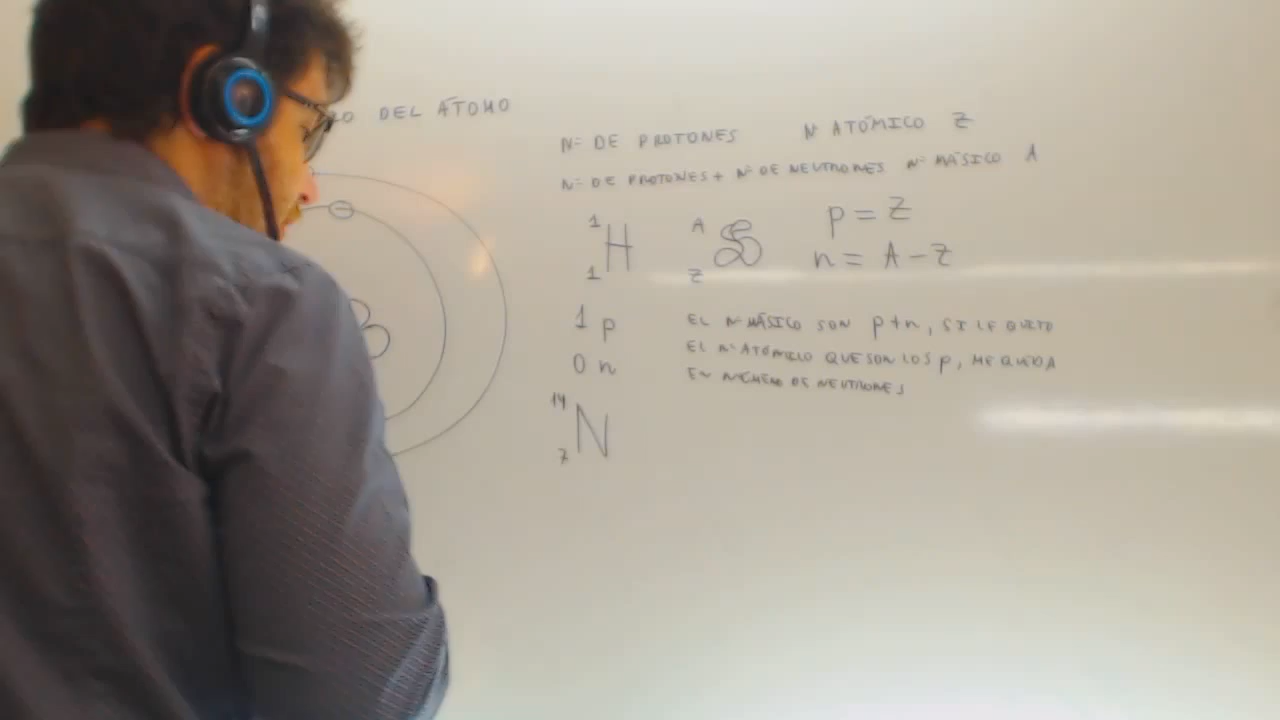 DEL ÁTOMO
Nº DE PROTONES Nº ATÓMICO Z
Nº DE PROTONES + Nº DE NEUTRONES Nº MÁSICO A
1
1 H
A
Z
p = Z
n = A - Z
1 p
0 n
EL Nº MÁSICO SON p+n, SI LE QUITO
EL Nº ATÓMICO QUE SON LOS p, ME QUEDA
DE NEUTRONES
14
7 N